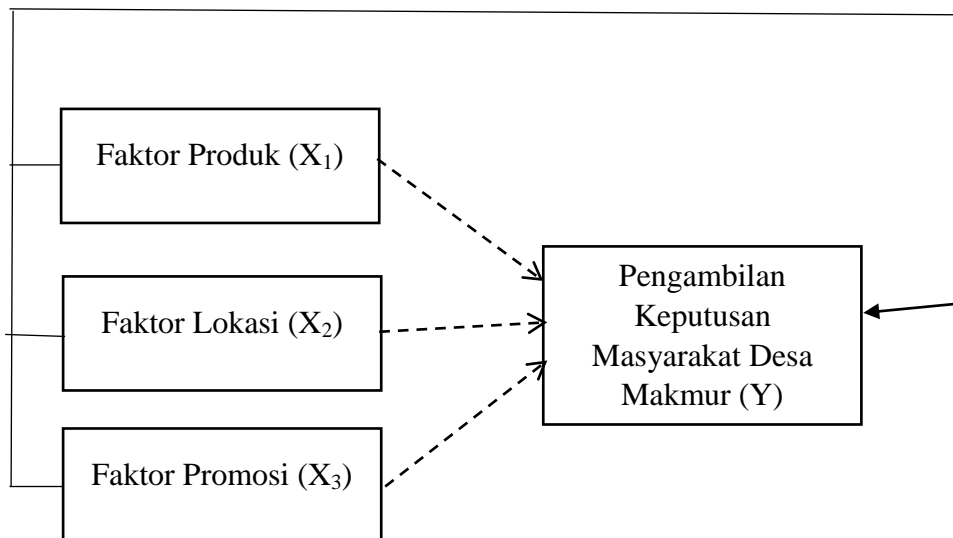 Faktor Produk (X₁)
Faktor Lokasi (X₂)
Faktor Promosi (X₃)
Pengambilan
Keputusan
Masyarakat Desa
Makmur (Y)